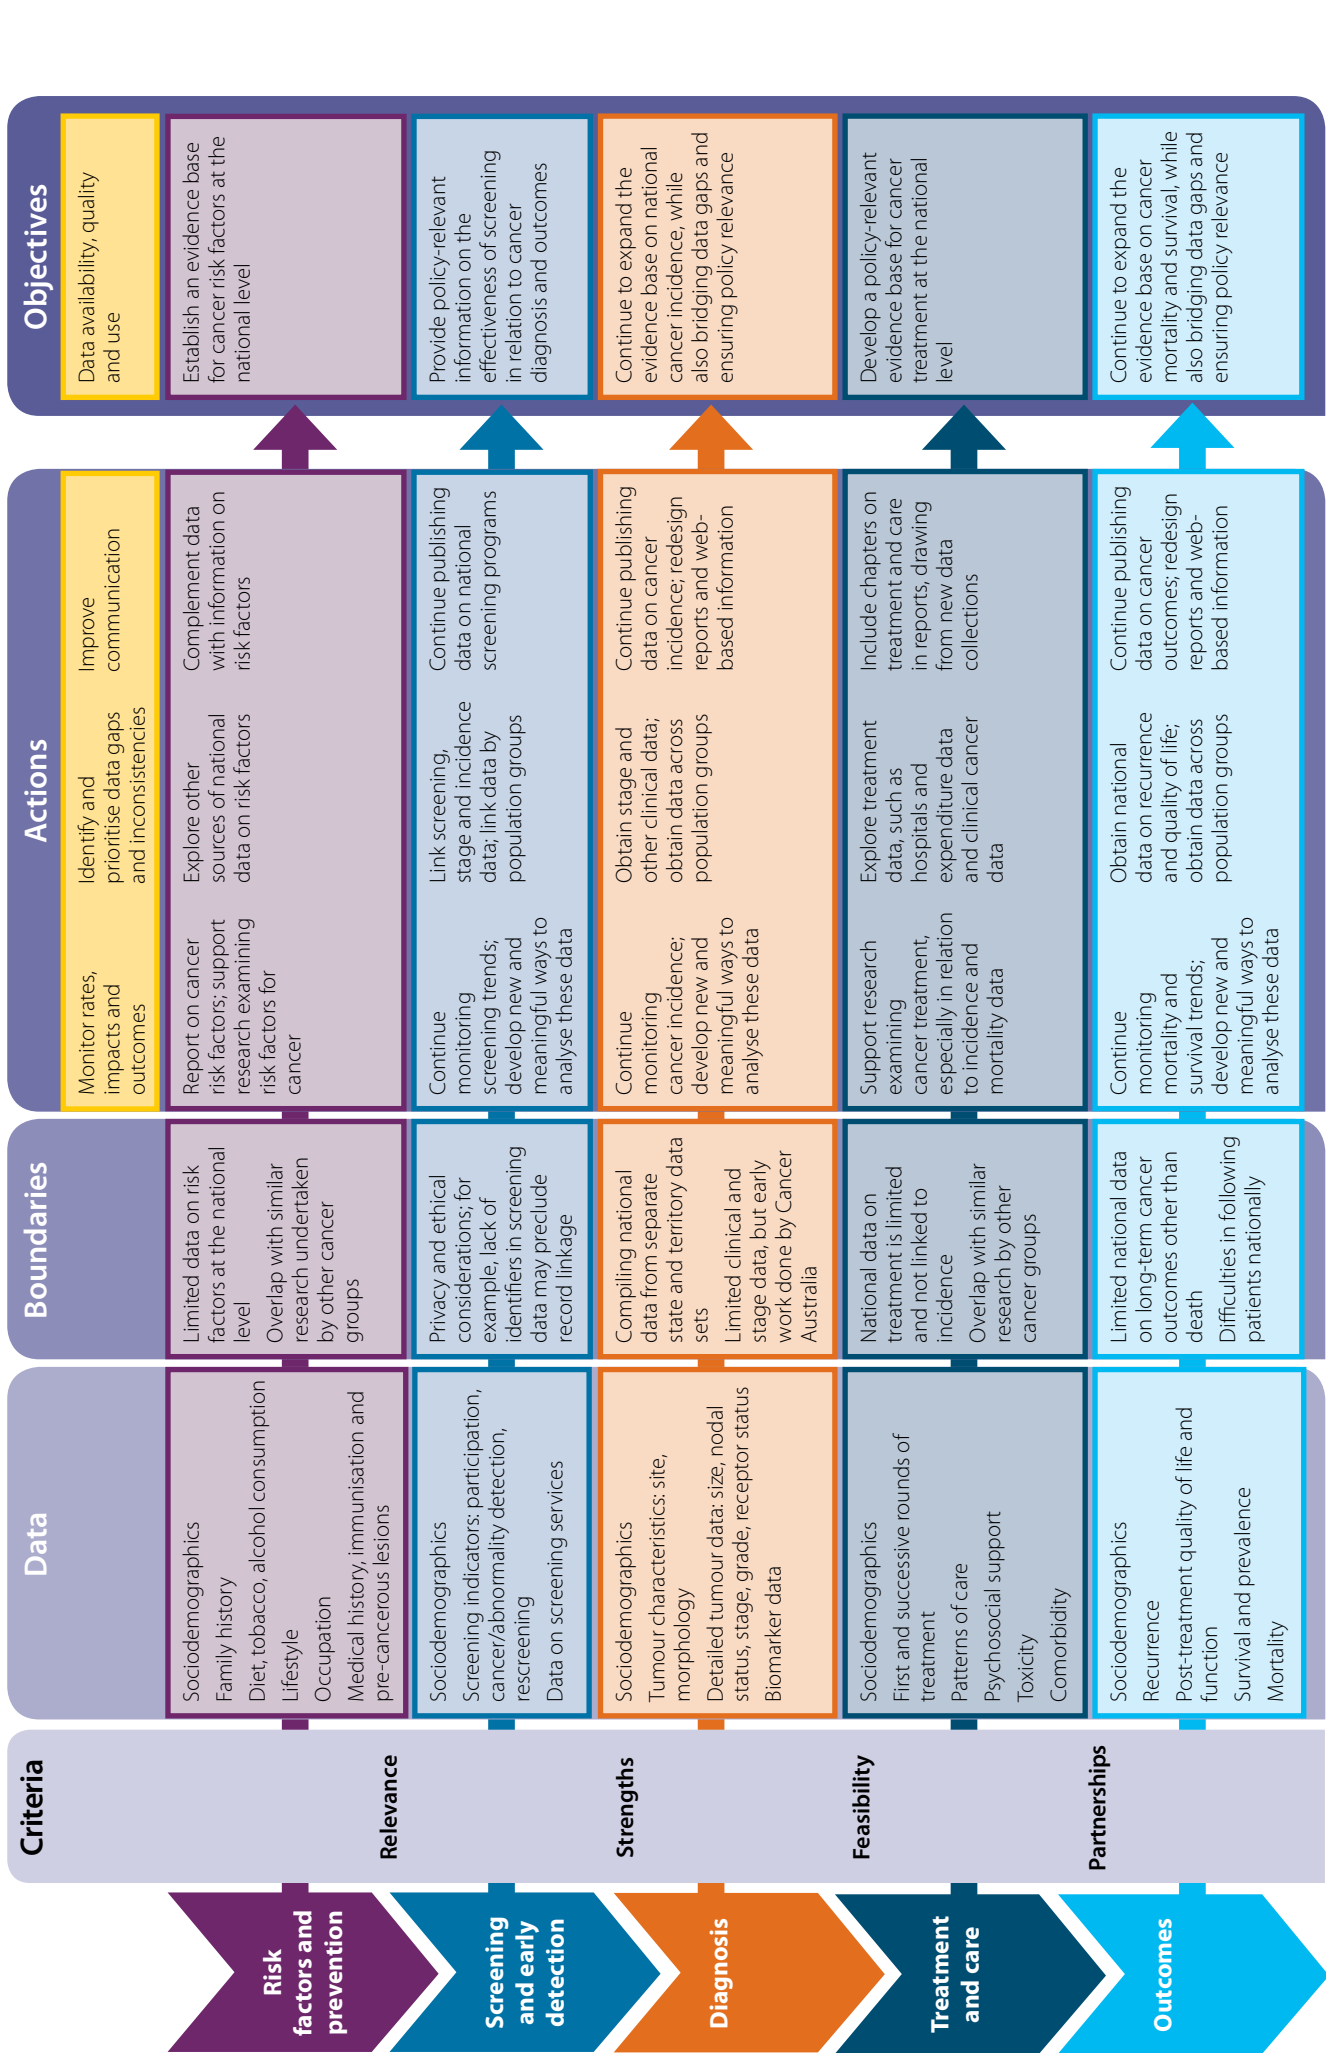 Criteria
Data
Boundaries
Actions
Objectives
Monitor rates,
impacts and
outcomes
Identify and
prioritise data gaps
and inconsistencies
Improve
communication
Data availability, quality
and use
Risk
factors and
prevention
Sociodemographics
Family history
Diet, tobacco, alcohol consumption
Lifestyle
Occupation
Medical history, immunisation and
pre-cancerous lesions
Limited data on risk
factors at the national
level
Overlap with similar
research undertaken
by other cancer
groups
Report on cancer
risk factors; support
research examining
risk factors for
cancer
Explore other
sources of national
data on risk factors
Complement data
with information on
risk factors
Establish an evidence base
for cancer risk factors at the
national level
Relevance
Screening
and early
detection
Sociodemographics
Screening indicators: participation,
cancer/abnormality detection,
rescreening
Data on screening services
Privacy and ethical
considerations; for
example, lack of
identifiers in screening
data may preclude
record linkage
Continue
monitoring
screening trends;
develop new and
meaningful ways to
analyse these data
Link screening,
stage and incidence
data; link data by
population groups
Continue publishing
data on national
screening programs
Provide policy-relevant
information on the
effectiveness of screening
in relation to cancer
diagnosis and outcomes
Strengths
Diagnosis
Sociodemographics
Tumour characteristics: site,
morphology
Detailed tumour data: size, nodal
status, stage, grade, receptor status
Biomarker data
Compiling national
data from separate
state and territory data
sets
Limited clinical and
stage data, but early
work done by Cancer
Australia
Continue
monitoring
cancer incidence;
develop new and
meaningful ways to
analyse these data
Obtain stage and
other clinical data;
obtain data across
population groups
Continue publishing
data on cancer
incidence; redesign
reports and web-
based information
Continue to expand the
evidence base on national
cancer incidence, while
also bridging data gaps and
ensuring policy relevance
Feasibility
Treatment
and care
Sociodemographics
First and successive rounds of
treatment
Patterns of care
Psychosocial support
Toxicity
Comorbidity
National data on
treatment is limited
and not linked to
incidence
Overlap with similar
research by other
cancer groups
Support research
examining
cancer treatment,
especially in relation
to incidence and
mortality data
Explore treatment
data, such as
hospitals and
expenditure data
and clinical cancer
data
Include chapters on
treatment and care
in reports, drawing
from new data
collections
Develop a policy-relevant
evidence base for cancer
treatment at the national
level
Partnerships
Outcomes
Sociodemographics
Recurrence
Post-treatment quality of life and
function
Survival and prevalence
Mortality
Limited national data
on long-term cancer
outcomes other than
death
Difficulties in following
patients nationally
Continue
monitoring
mortality and
survival trends;
develop new and
meaningful ways to
analyse these data
Obtain national
data on recurrence
and quality of life;
obtain data across
population groups
Continue publishing
data on cancer
outcomes; redesign
reports and web-
based information
Continue to expand the
evidence base on cancer
mortality and survival, while
also bridging data gaps and
ensuring policy relevance